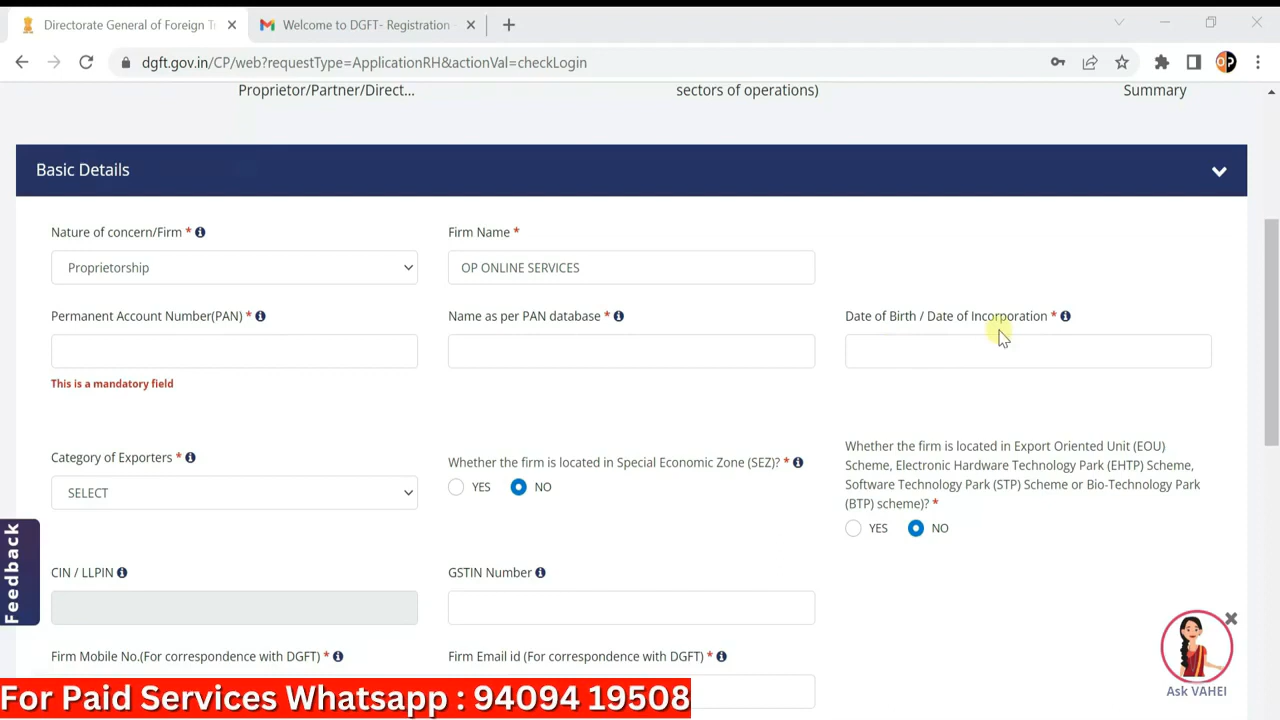 Directorate General of Foreign T
Welcome to DGFT- Registration
dgft.gov.in/CP/web?requestType=ApplicationRH&actionVal=checkLogin
OP
Proprietor/Partner/Direct...
sectors of operations)
Summary
Basic Details
Nature of concern/Firm *
Firm Name *
Proprietorship
OP ONLINE SERVICES
Permanent Account Number(PAN) *
Name as per PAN database *
Date of Birth / Date of Incorporation *
This is a mandatory field
Category of Exporters *
SELECT
Whether the firm is located in Special Economic Zone (SEZ)? *
YES
NO
Whether the firm is located in Export Oriented Unit (EOU)
Scheme, Electronic Hardware Technology Park (EHTP) Scheme,
Software Technology Park (STP) Scheme or Bio-Technology Park
(BTP) scheme)? *
YES
NO
Feedback
CIN / LLPIN
GSTIN Number
Firm Mobile No.(For correspondence with DGFT) *
Firm Email id (For correspondence with DGFT) *
Ask VAHEI
For Paid Services Whatsapp : 94094 19508